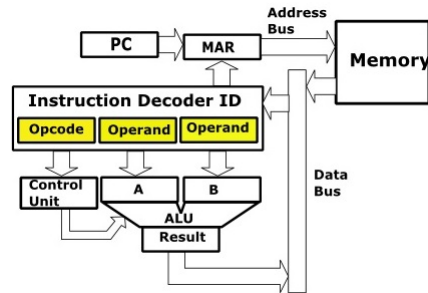 Address
Bus
PC
MAR
Memory
Instruction Decoder ID
Opcode
Operand
Operand
Control
Unit
A
B
ALU
Result
Data
Bus